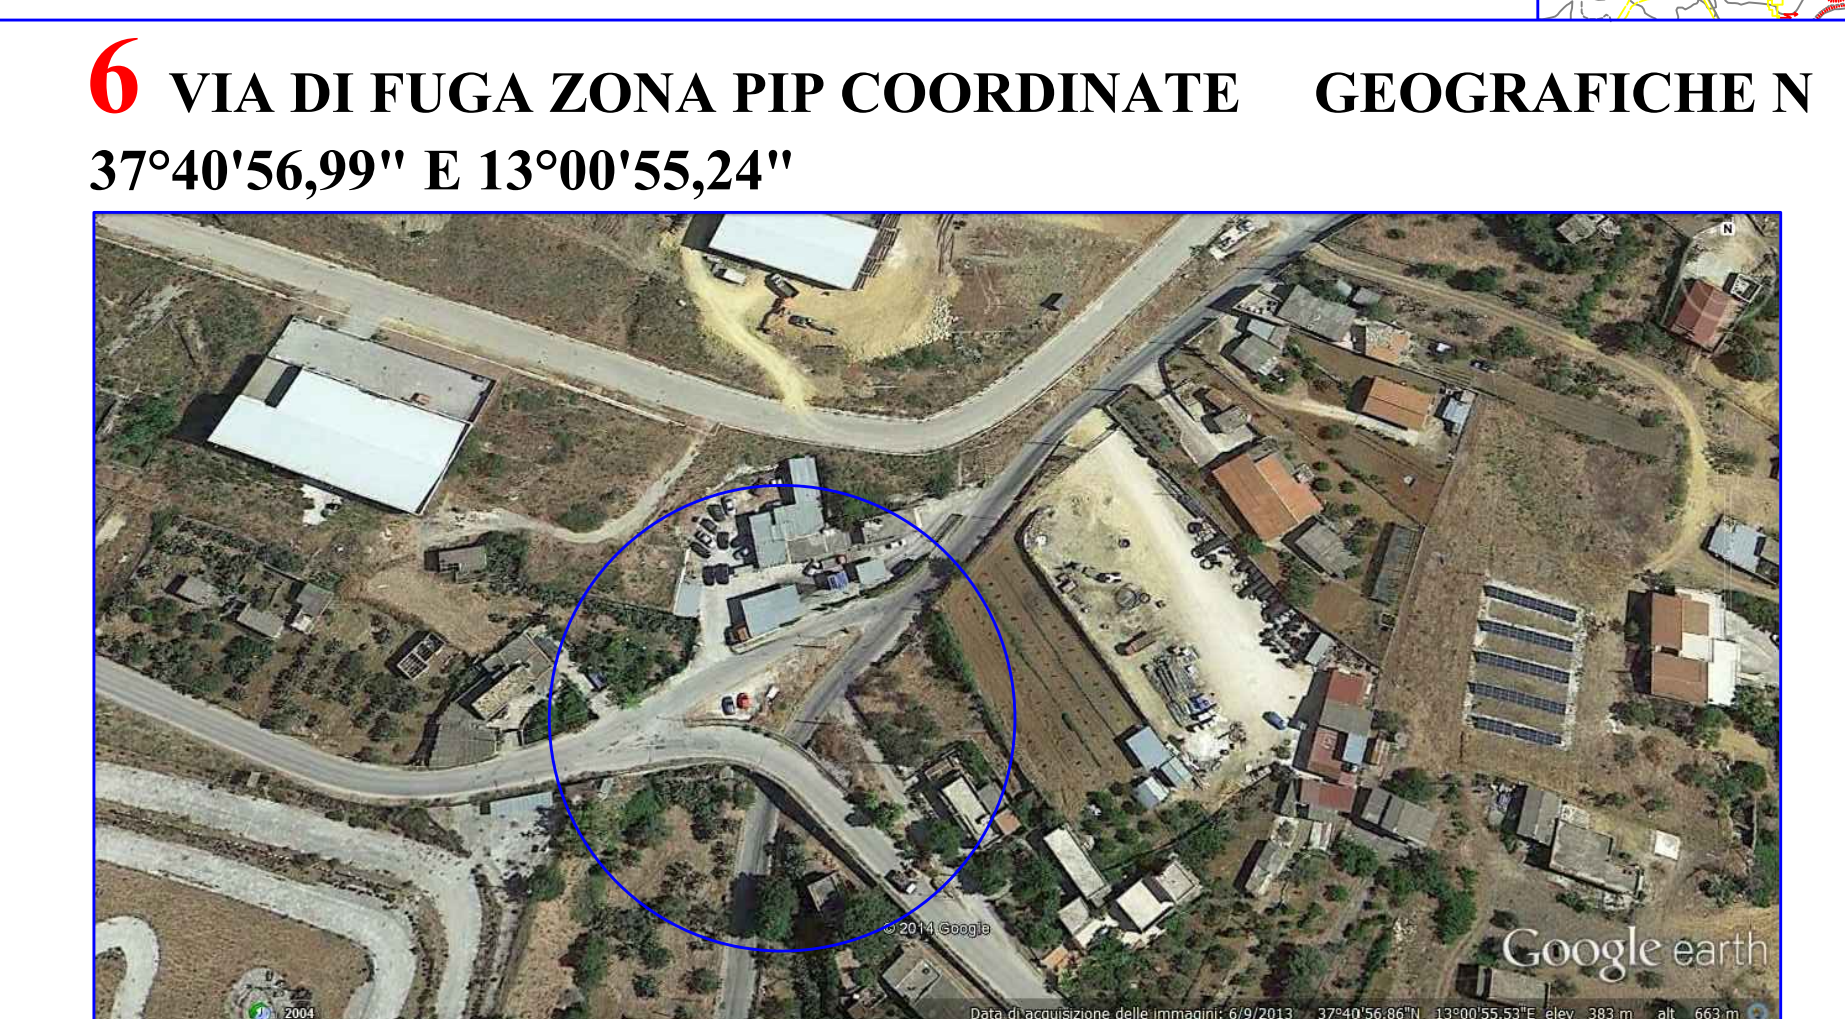 6 VIA DI FUGA ZONA PIP COORDINATE GEOGRAFICHE N
37°40'56,99" E 13°00'55,24"
N
© 2014 Google
Google earth
2004
Data di acquisizione delle immagini: 6/9/2013 37°40'56.86"N 13°00'55.53"E elev 383 m alt 663 m